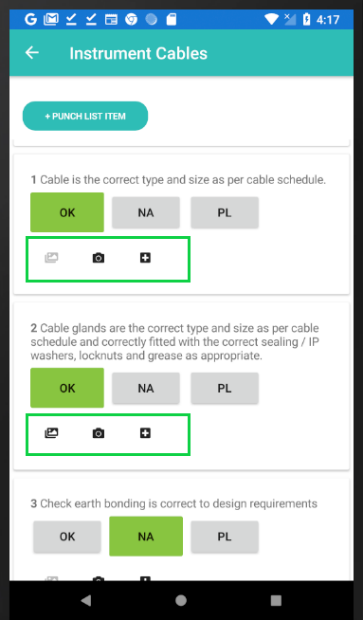 4:17
Instrument Cables
+ PUNCH LIST ITEM
1 Cable is the correct type and size as per cable schedule.
OK NA PL
2 Cable glands are the correct type and size as per cable
schedule and correctly fitted with the correct sealing / IP
washers, locknuts and grease as appropriate.
OK NA PL
3 Check earth bonding is correct to design requirements
OK NA PL